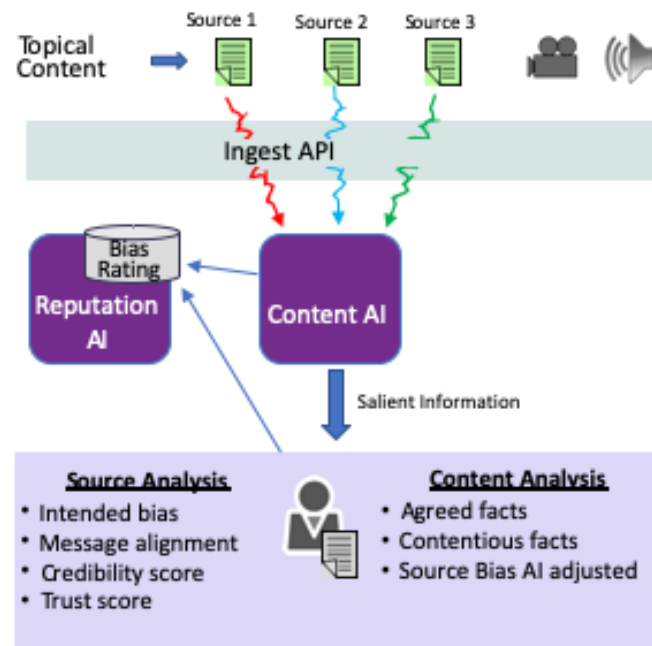 Source 1 Source 2 Source 3
Topical
Content
Ingest API
Bias
Rating
Reputation
AI
Content AI
Salient Information
Source Analysis
• Intended bias
• Message alignment
• Credibility score
• Trust score
Content Analysis
• Agreed facts
• Contentious facts
• Source Bias AI adjusted